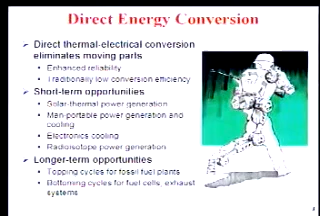 Direct Energy Conversion
➢ Direct thermal-electrical conversion
eliminates moving parts
• Enhanced reliability
• Traditionally low conversion efficiency
➢ Short-term opportunities
• Solar-thermal power generation
• Man-portable power generation and
cooling
• Electronics cooling
• Radioisotope power generation
➢ Longer-term opportunities
• Topping cycles for fossil fuel plants
• Bottoming cycles for fuel cells, exhaust
systems